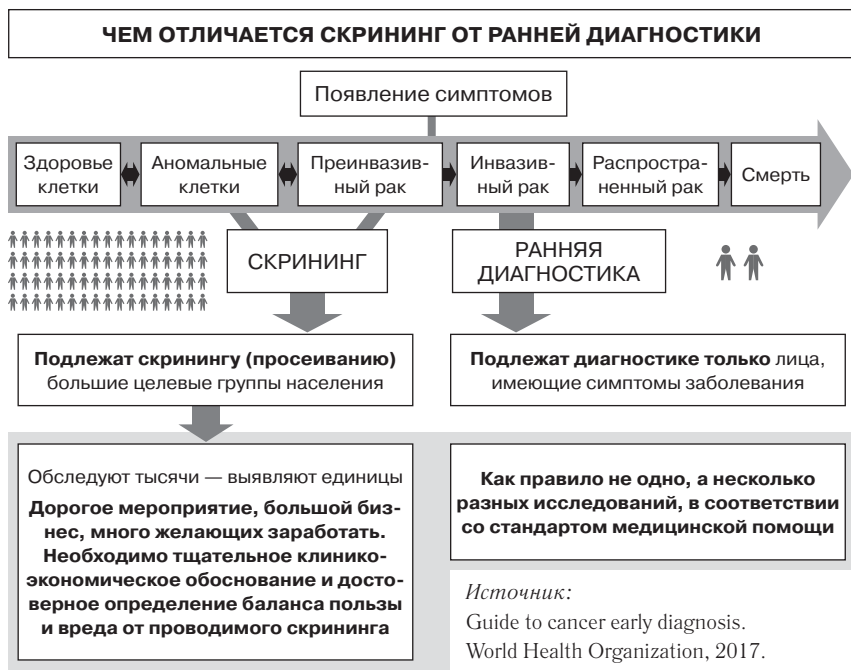 ЧЕМ ОТЛИЧАЕТСЯ СКРИНИНГ ОТ РАННЕЙ ДИАГНОСТИКИ
Появление симптомов
Здоровье
клетки
Аномальные
клетки
Преинвазив-
ный рак
Инвазив-
ный рак
Распростра-
ненный рак
Смерть
СКРИНИНГ
РАННЯЯ
ДИАГНОСТИКА
Подлежат скринингу (просеиванию)
большие целевые группы населения
Подлежат диагностике только лица,
имеющие симптомы заболевания
Обследуют тысячи — выявляют единицы
Дорогое мероприятие, большой биз-
нес, много желающих заработать.
Необходимо тщательное клинико-
экономическое обоснование и досто-
верное определение баланса пользы
и вреда от проводимого скрининга
Как правило не одно, а несколько
разных исследований, в соответствии
со стандартом медицинской помощи
Источник:
Guide to cancer early diagnosis.
World Health Organization, 2017.